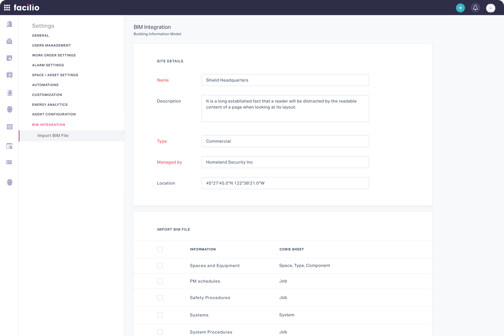 facilio
Settings
GENERAL
USERS MANAGEMENT
WORK ORDER SETTINGS
ALARM SETTINGS
SPACE / ASSET SETTINGS
AUTOMATIONS
CUSTOMIZATION
ENERGY ANALYTICS
AGENT CONFIGURATION
BIM INTEGRATION
Import BIM File
BIM Integration
Building Information Model
SITE DETAILS
Name Shield Headquarters
Description It is a long established fact that a reader will be distracted by the readable
content of a page when looking at its layout.
Type Commercial
Managed by Homeland Security Inc
Location 45°27'45.0"N 122°38'21.0"W
IMPORT BIM FILE
INFORMATION COBIE SHEET
Spaces and Equipment Space, Type, Component
PM schedules Job
Safety Procedures Job
Systems System
System Procedures Job